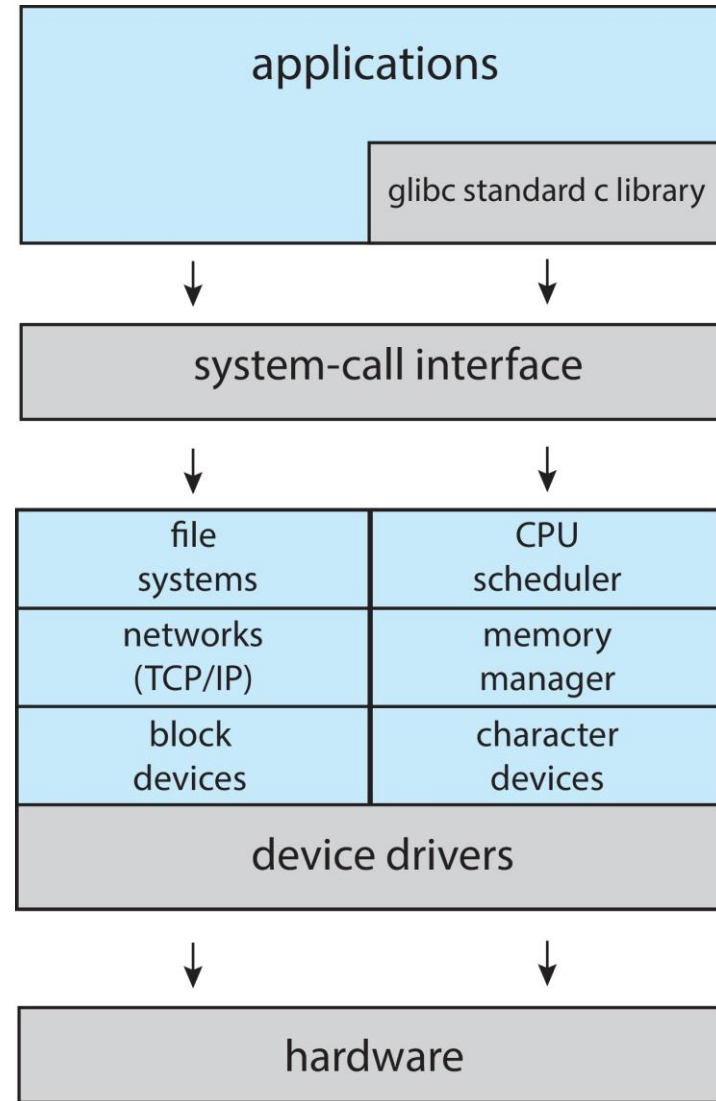 applications
glibc standard c library
system-call interface
file
systems
CPU
scheduler
networks
(TCP/IP)
memory
manager
block
devices
character
devices
device drivers
hardware